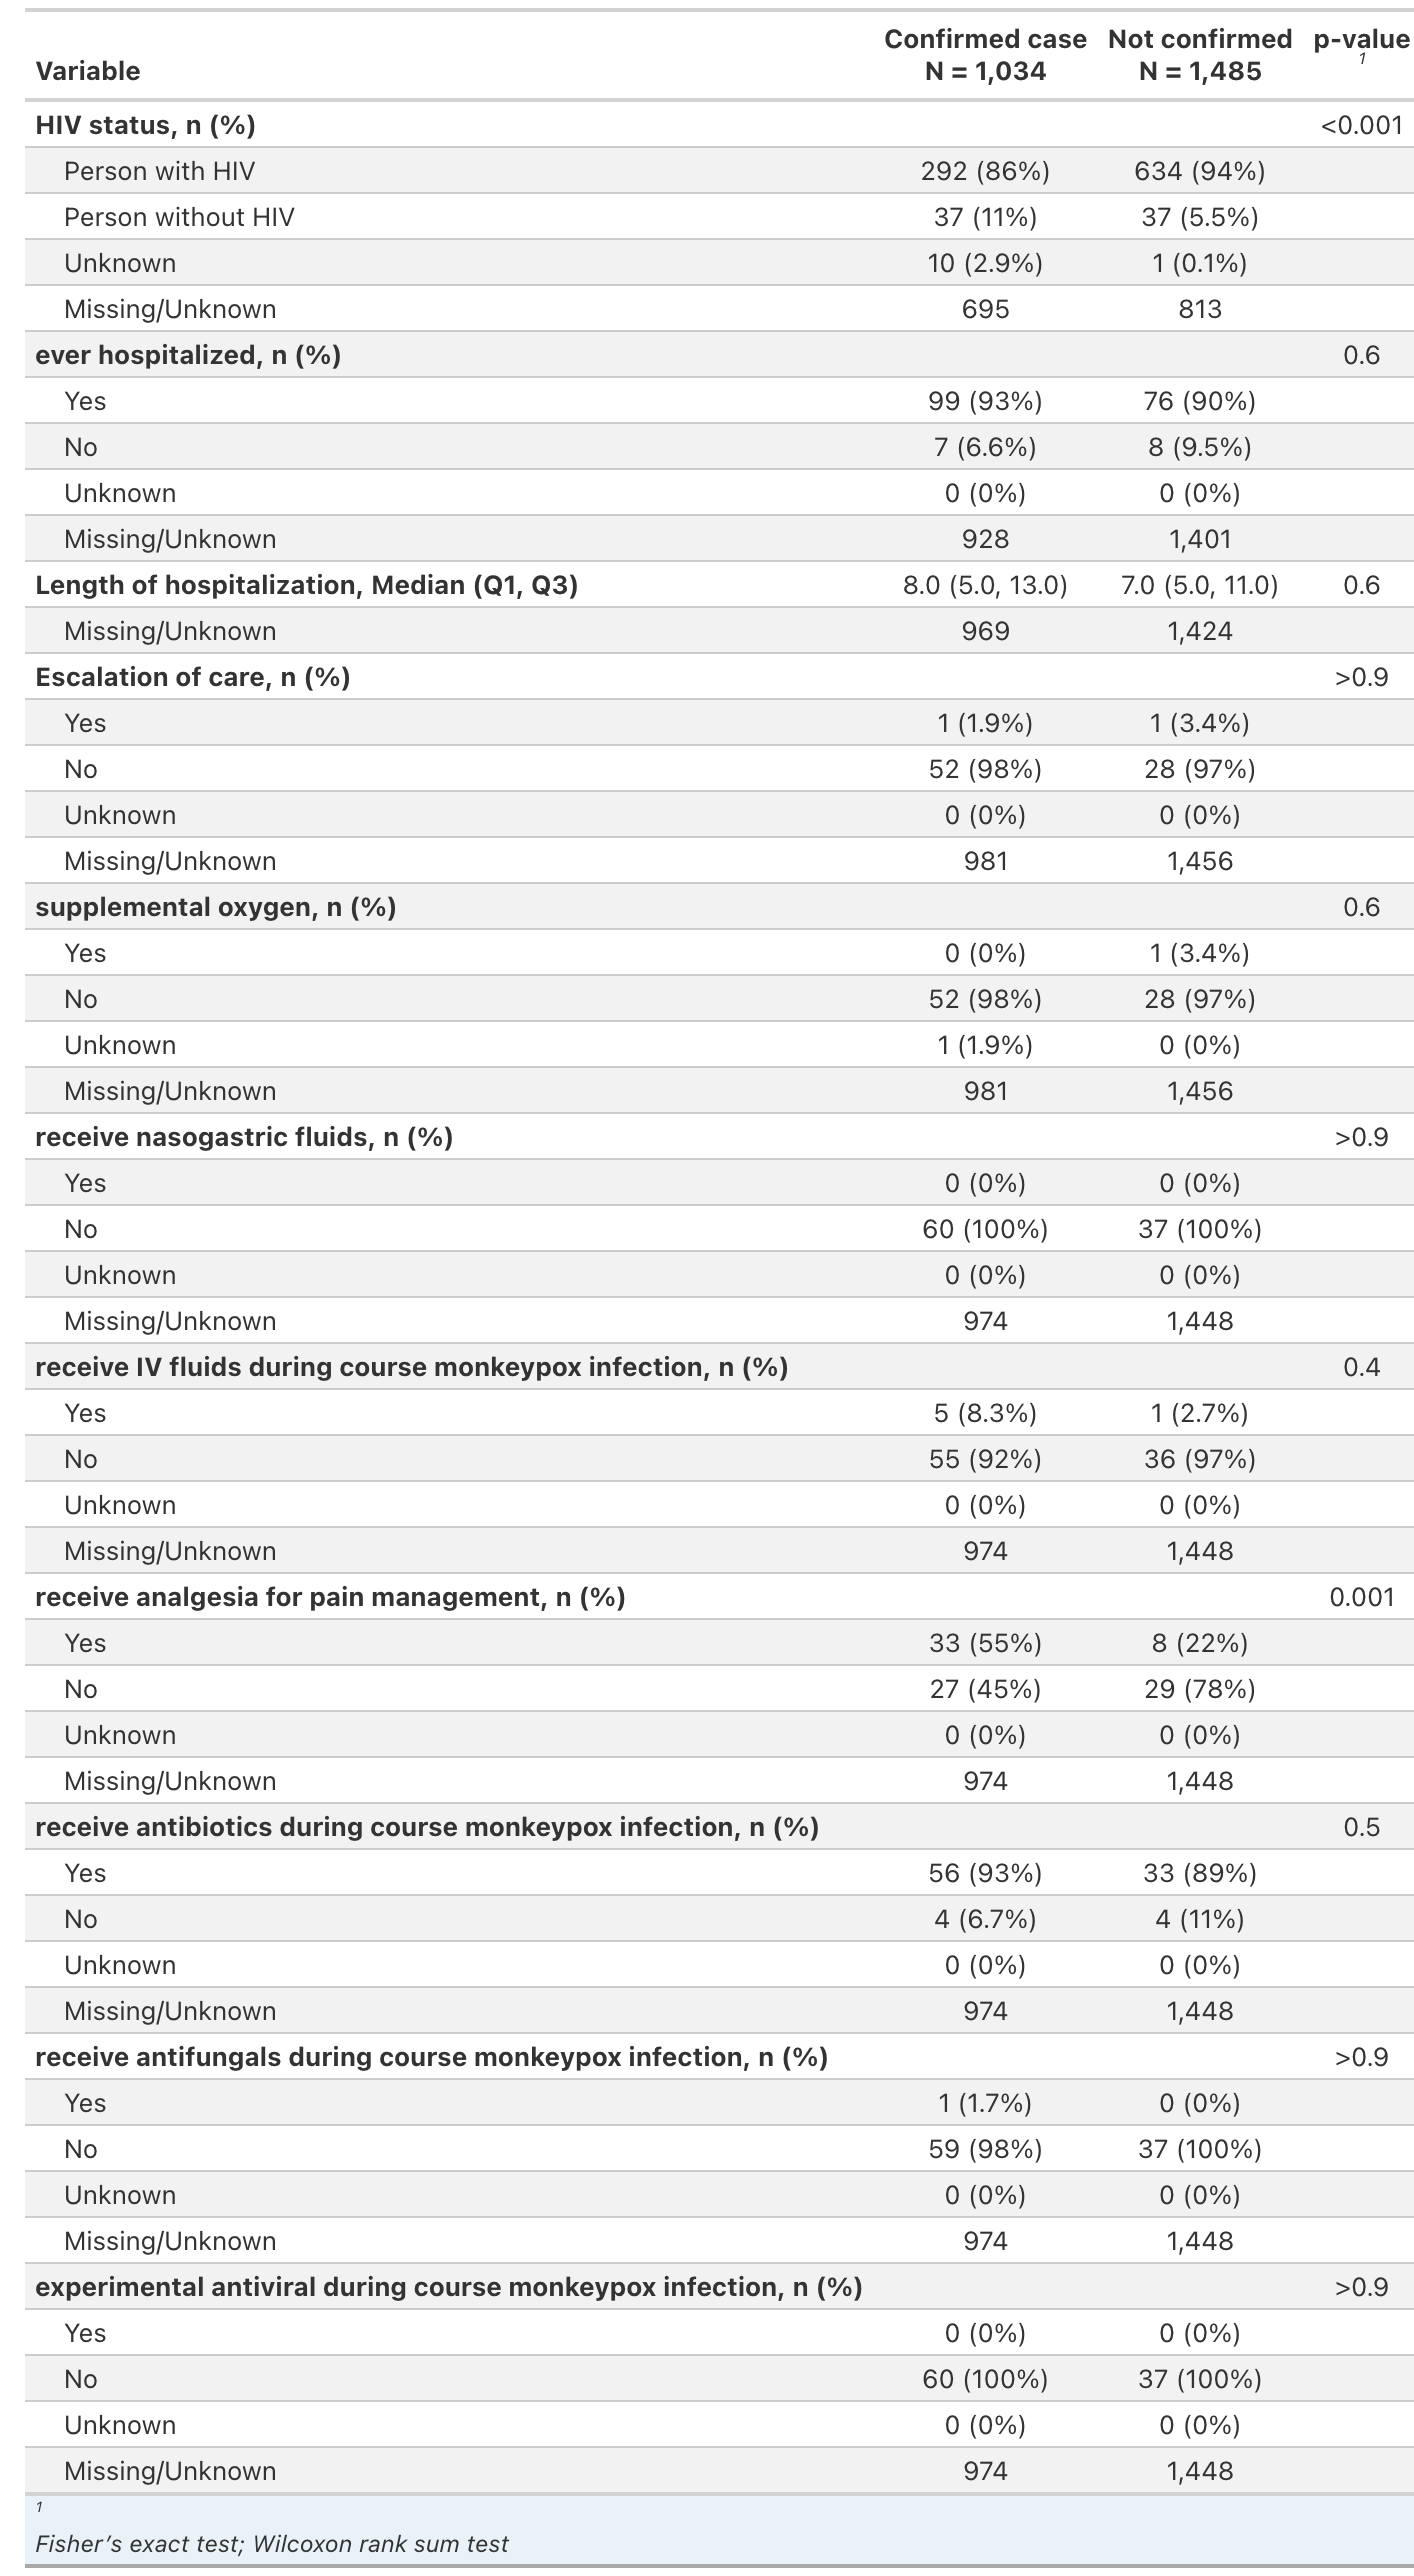 Variable Confirmed case N = 1,034 Not confirmed N = 1,485 p-value 1
HIV status, n (%) <0.001
Person with HIV 292 (86%) 634 (94%)
Person without HIV 37 (11%) 37 (5.5%)
Unknown 10 (2.9%) 1 (0.1%)
Missing/Unknown 695 813
ever hospitalized, n (%) 0.6
Yes 99 (93%) 76 (90%)
No 7 (6.6%) 8 (9.5%)
Unknown 0 (0%) 0 (0%)
Missing/Unknown 928 1,401
Length of hospitalization, Median (Q1, Q3) 8.0 (5.0, 13.0) 7.0 (5.0, 11.0) 0.6
Missing/Unknown 969 1,424
Escalation of care, n (%) >0.9
Yes 1 (1.9%) 1 (3.4%)
No 52 (98%) 28 (97%)
Unknown 0 (0%) 0 (0%)
Missing/Unknown 981 1,456
supplemental oxygen, n (%) 0.6
Yes 0 (0%) 1 (3.4%)
No 52 (98%) 28 (97%)
Unknown 1 (1.9%) 0 (0%)
Missing/Unknown 981 1,456
receive nasogastric fluids, n (%) >0.9
Yes 0 (0%) 0 (0%)
No 60 (100%) 37 (100%)
Unknown 0 (0%) 0 (0%)
Missing/Unknown 974 1,448
receive IV fluids during course monkeypox infection, n (%) 0.4
Yes 5 (8.3%) 1 (2.7%)
No 55 (92%) 36 (97%)
Unknown 0 (0%) 0 (0%)
Missing/Unknown 974 1,448
receive analgesia for pain management, n (%) 0.001
Yes 33 (55%) 8 (22%)
No 27 (45%) 29 (78%)
Unknown 0 (0%) 0 (0%)
Missing/Unknown 974 1,448
receive antibiotics during course monkeypox infection, n (%) 0.5
Yes 56 (93%) 33 (89%)
No 4 (6.7%) 4 (11%)
Unknown 0 (0%) 0 (0%)
Missing/Unknown 974 1,448
receive antifungals during course monkeypox infection, n (%) >0.9
Yes 1 (1.7%) 0 (0%)
No 59 (98%) 37 (100%)
Unknown 0 (0%) 0 (0%)
Missing/Unknown 974 1,448
experimental antiviral during course monkeypox infection, n (%) >0.9
Yes 0 (0%) 0 (0%)
No 60 (100%) 37 (100%)
Unknown 0 (0%) 0 (0%)
Missing/Unknown 974 1,448
1
Fisher's exact test; Wilcoxon rank sum test